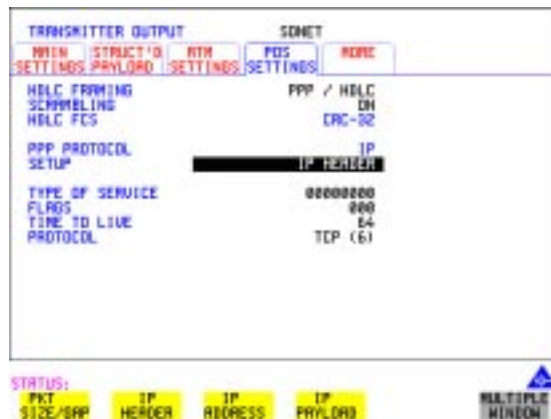 TRANSMITTER OUTPUT SONET
MAIN SETTINGS STRUCT'D PAYLOAD ATM SETTINGS POS SETTINGS MORE
HDLC FRAMING PPP / HDLC
SCRAMBLING ON
HDLC FCS CRC-32
PPP PROTOCOL IP
SETUP IP HEADER
TYPE OF SERVICE 00000000
FLAGS 000
TIME TO LIVE 64
PROTOCOL TCP (6)
STATUS:
PKT SIZE/GAP IP HEADER IP ADDRESS IP PAYLOAD MULTIPLE WINDOW